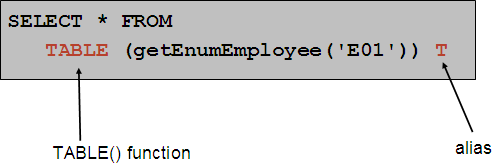 SELECT * FROM
TABLE (getEnumEmployee('E01')) T
TABLE() function
alias